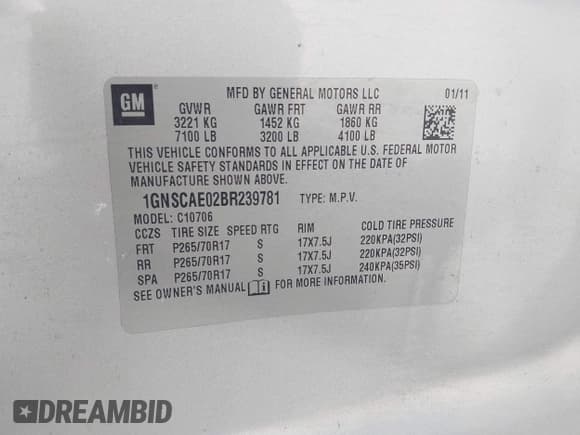 GM ®
MFD BY GENERAL MOTORS LLC 01/11
GVWR GAWR FRT GAWR RR
3221 KG 1452 KG 1860 KG
7100 LB 3200 LB 4100 LB
THIS VEHICLE CONFORMS TO ALL APPLICABLE U.S. FEDERAL MOTOR
VEHICLE SAFETY STANDARDS IN EFFECT ON THE DATE OF
MANUFACTURE SHOWN ABOVE.
1GNSCAE02BR239781 TYPE: M.P.V.
MODEL: C10706
CCZS TIRE SIZE SPEED RTG RIM COLD TIRE PRESSURE
FRT P265/70R17 S 17X7.5J 220KPA(32PSI)
RR P265/70R17 S 17X7.5J 220KPA(32PSI)
SPA P265/70R17 S 17X7.5J 240KPA(35PSI)
SEE OWNER'S MANUAL i FOR MORE INFORMATION.
DREAMBID